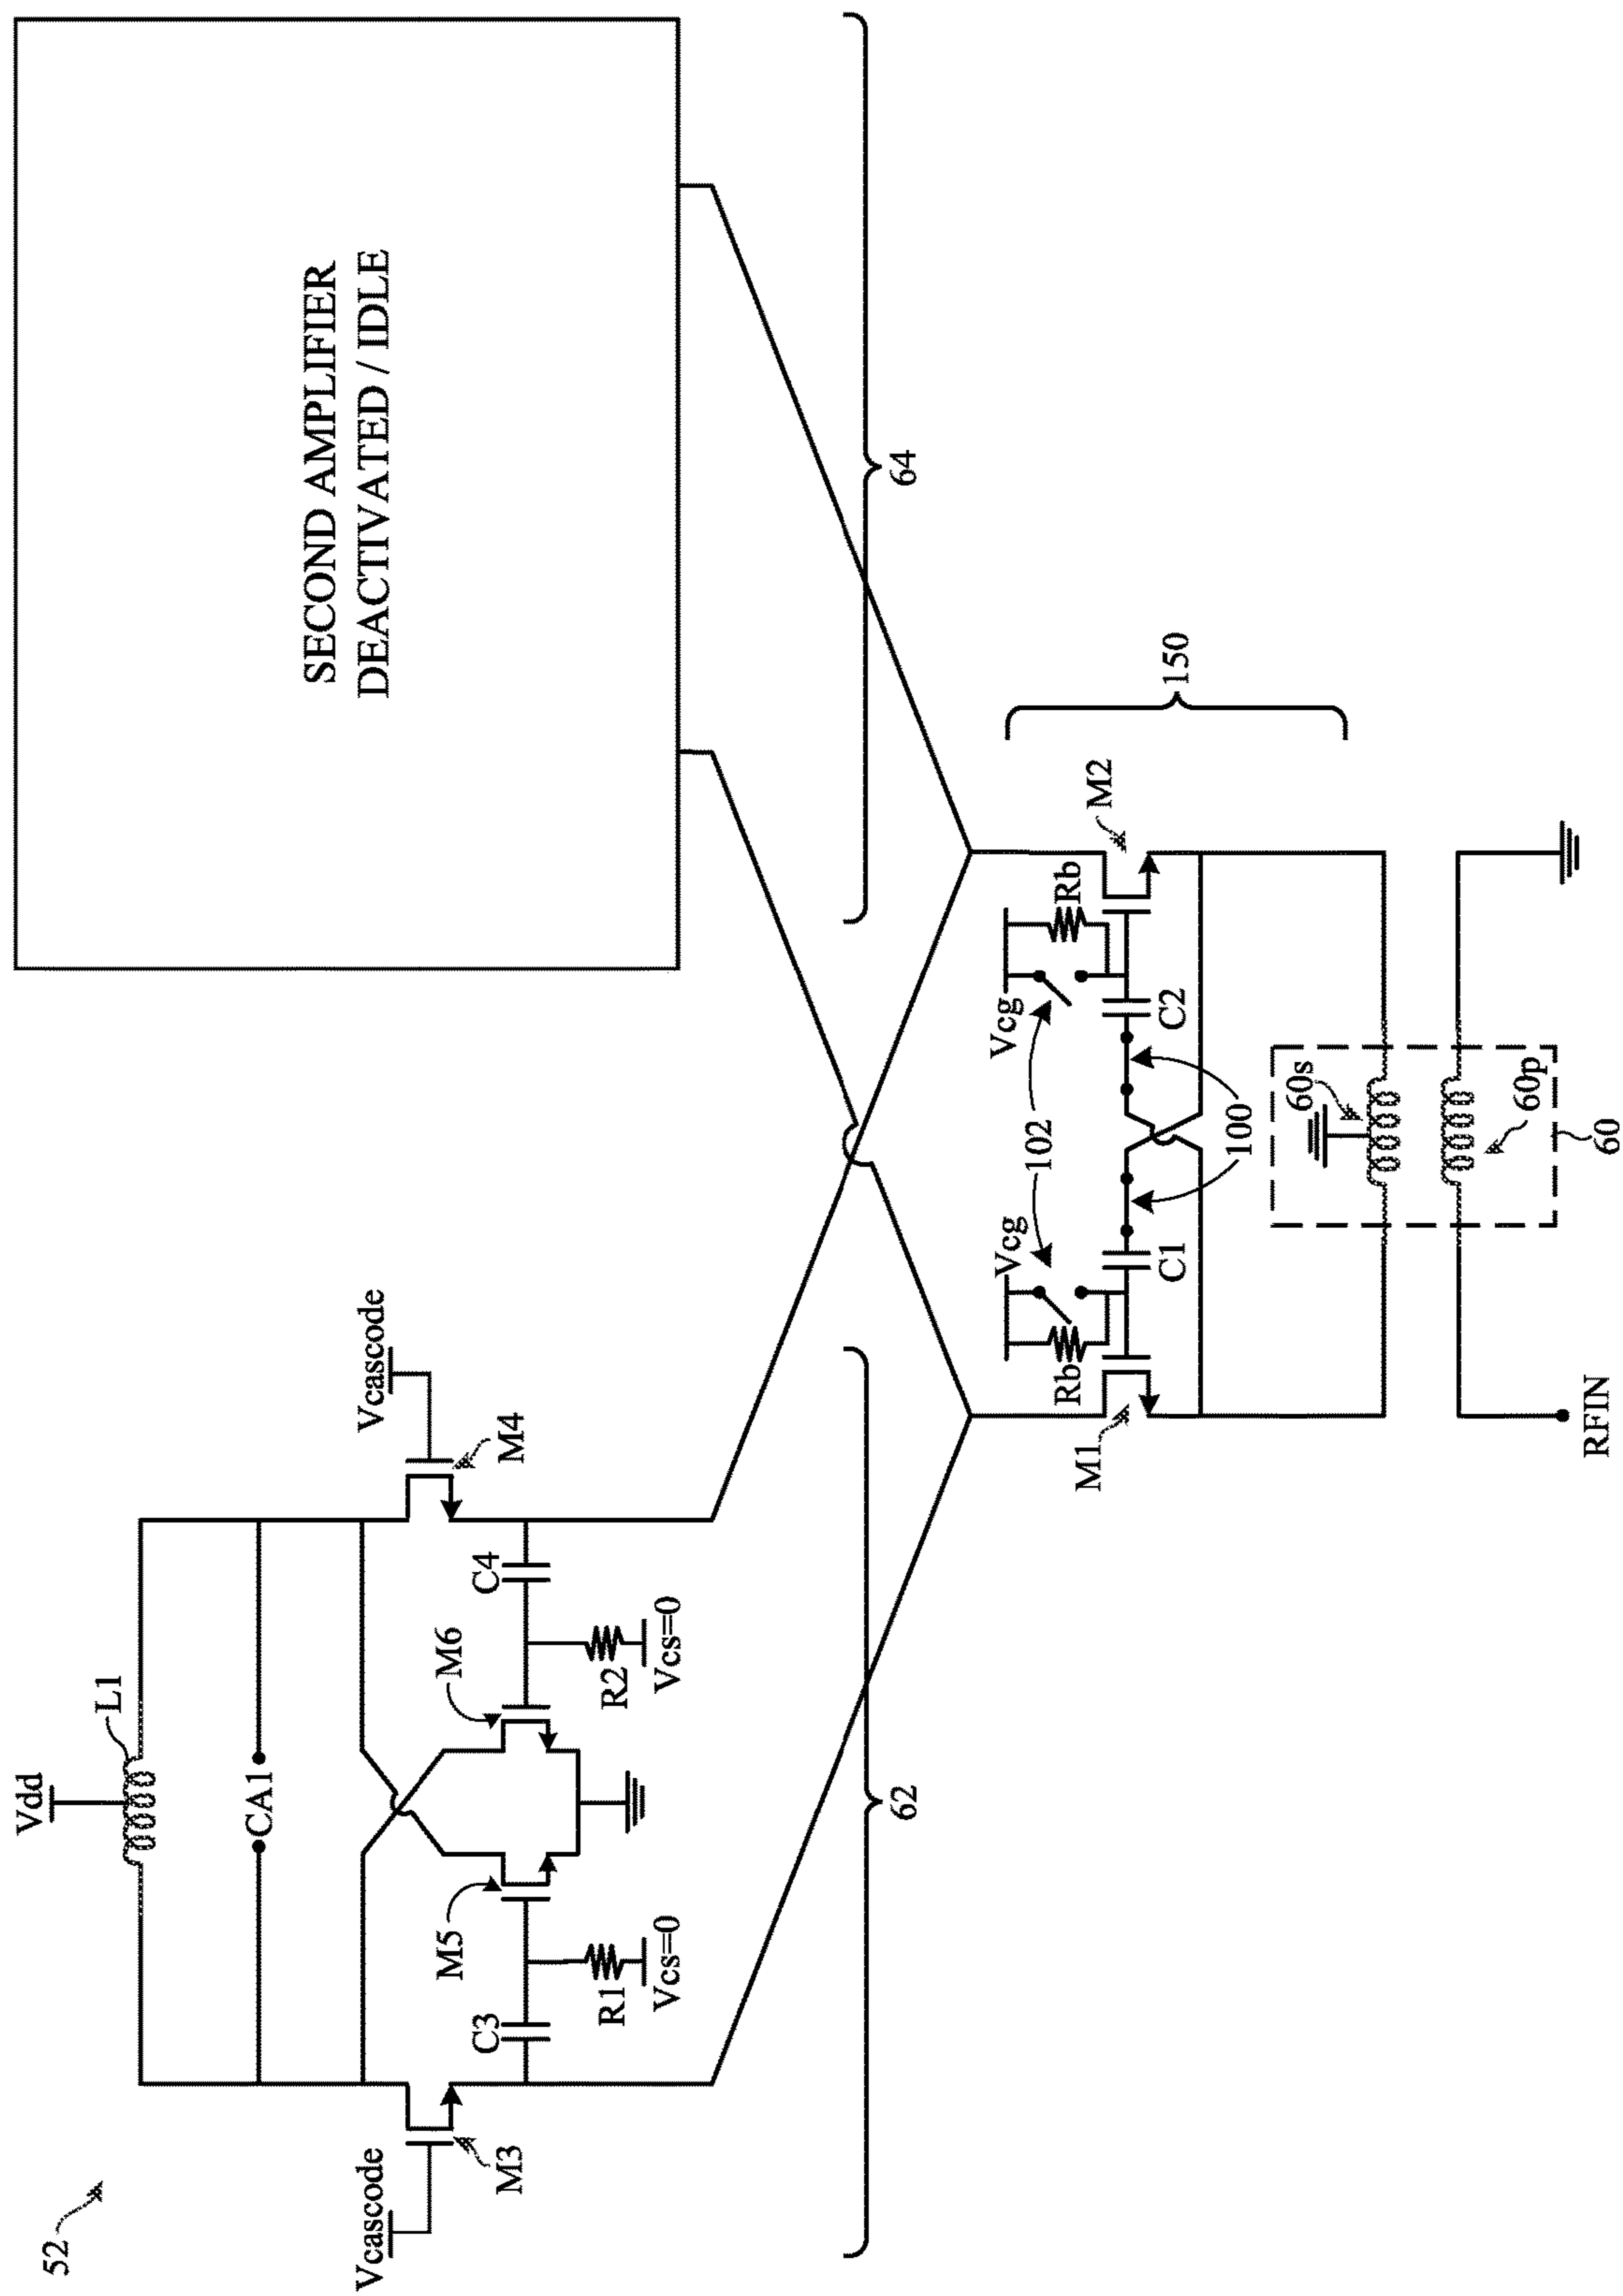 52
Vdd
L1
CA1
Vcascode
M3
Vcascode
M4
C3
M5
R1
Vcs=0
M6
C4
R2
Vcs=0
62
SECOND AMPLIFIER
DEACTIVATED / IDLE
64
Vcg
102
Vcg
Rb
Rb
M1
C1
100
C2
M2
150
60s
60p
60
RFIN